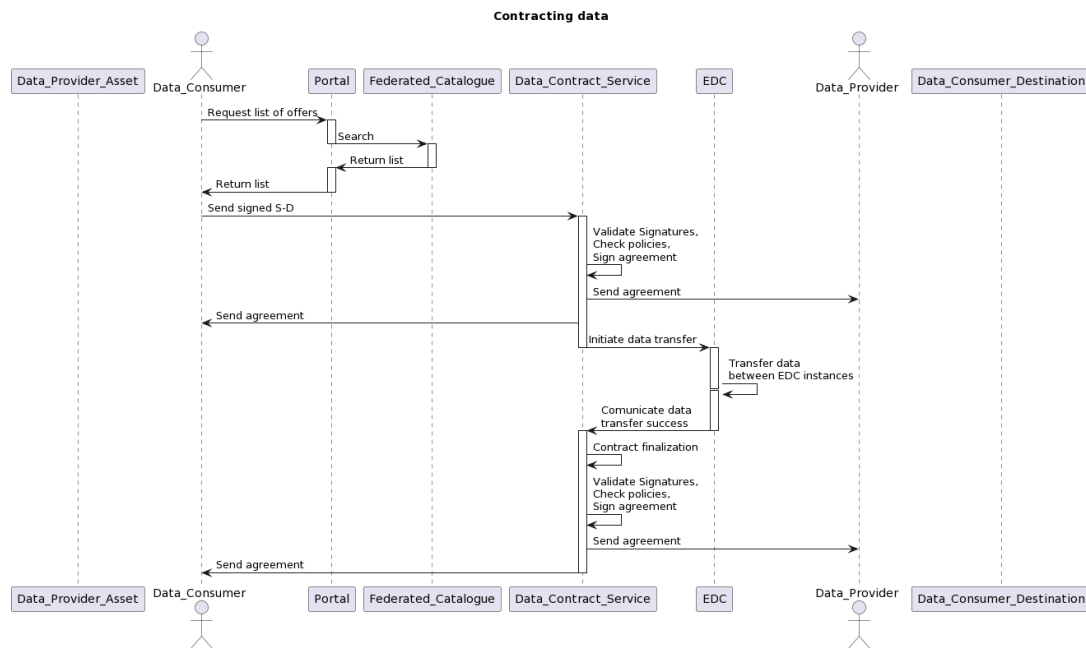 Contracting data
Data_Provider_Asset
Data_Consumer
Portal
Federated_Catalogue
Data_Contract_Service
EDC
Data_Provider
Data_Consumer_Destination
Request list of offers
Search
Return list
Return list
Send signed S-D
Validate Signatures,
Check policies,
Sign agreement
Send agreement
Send agreement
Initiate data transfer
Transfer data
between EDC instances
Comunicate data
transfer success
Contract finalization
Validate Signatures,
Check policies,
Sign agreement
Send agreement
Send agreement
Data_Provider_Asset
Data_Consumer
Portal
Federated_Catalogue
Data_Contract_Service
EDC
Data_Provider
Data_Consumer_Destination